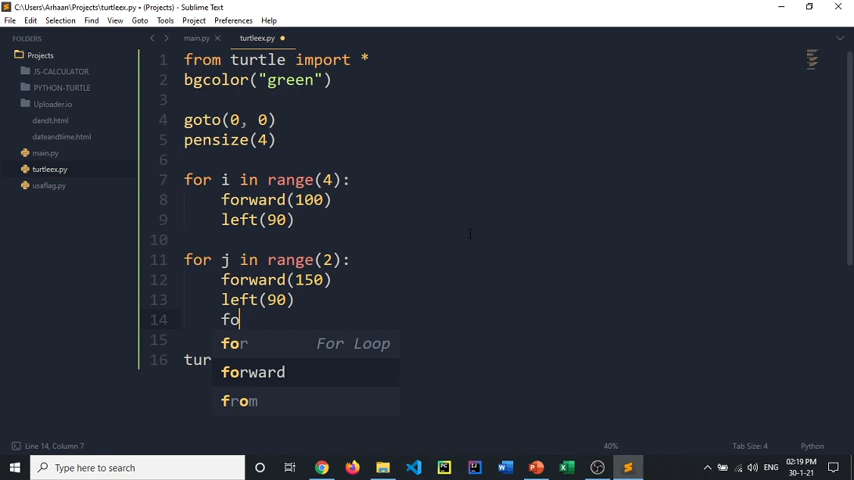 C:\Users\Arhaan\Projects\turtleex.py • (Projects) - Sublime Text
File Edit Selection Find View Goto Tools Project Preferences Help
FOLDERS
Projects
JS-CALCULATOR
PYTHON-TURTLE
Uploader.io
dandt.html
dateandtime.html
main.py
turtleex.py
usaflag.py
main.py turtleex.py
1 from turtle import *
2 bgcolor("green")
3
4 goto(0, 0)
5 pensize(4)
6
7 for i in range(4):
8 forward(100)
9 left(90)
10
11 for j in range(2):
12 forward(150)
13 left(90)
14 fo
15
16 tur
for For Loop
forward
from
Line 14, Column 7 40% Tab Size: 4 Python
Type here to search ENG 02:19 PM
30-1-21